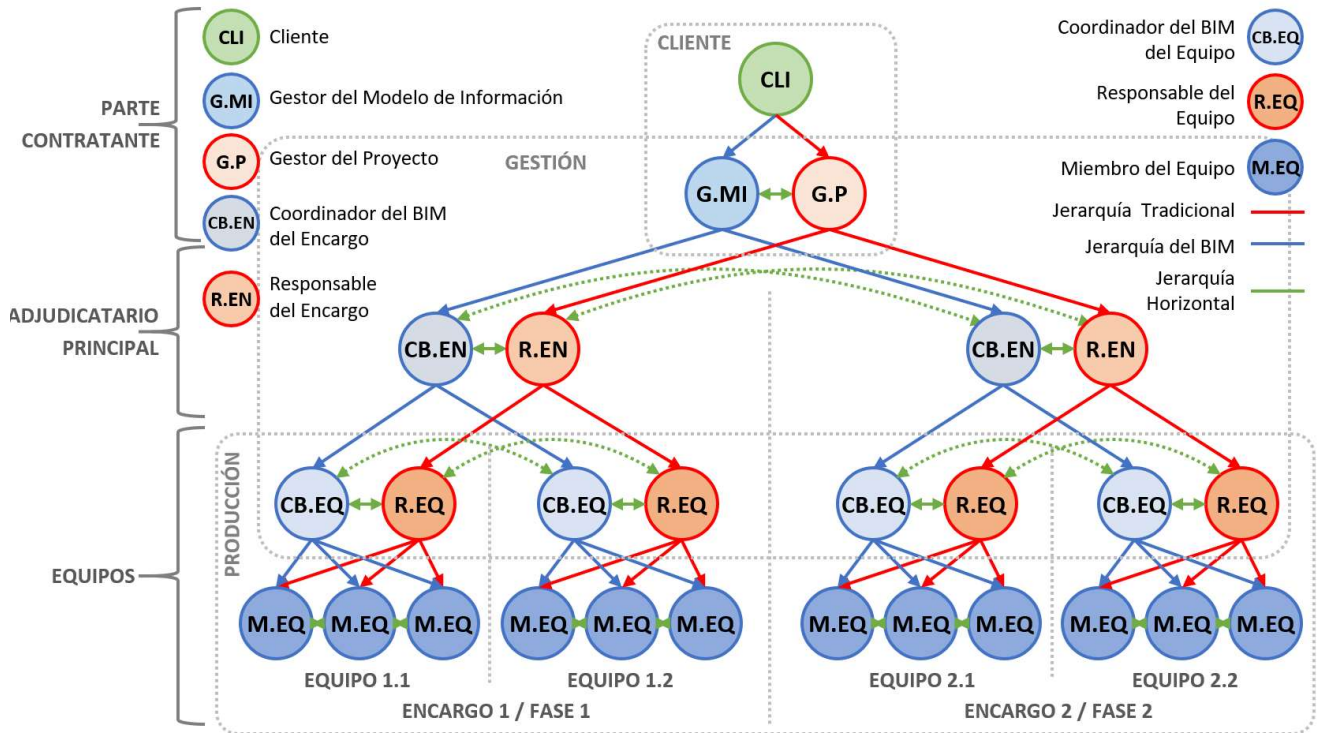 PARTE
CONTRATANTE
ADJUDICATARIO
PRINCIPAL
EQUIPOS
CLI
Cliente
G.MI
Gestor del Modelo de Información
G.P
Gestor del Proyecto
CB.EN
Coordinador del BIM
del Encargo
R.EN
Responsable
del Encargo
Coordinador del BIM
del Equipo
CB.EQ
Responsable del
Equipo
R.EQ
Miembro del Equipo
M.EQ
Jerarquía Tradicional
Jerarquía del BIM
Jerarquía
Horizontal
CLIENTE
CLI
GESTIÓN
G.MI
G.P
CB.EN
R.EN
CB.EN
R.EN
PRODUCCIÓN
CB.EQ
R.EQ
CB.EQ
R.EQ
CB.EQ
R.EQ
CB.EQ
R.EQ
M.EQ
M.EQ
M.EQ
M.EQ
M.EQ
M.EQ
M.EQ
M.EQ
M.EQ
M.EQ
M.EQ
M.EQ
EQUIPO 1.1
EQUIPO 1.2
EQUIPO 2.1
EQUIPO 2.2
ENCARGO 1 / FASE 1
ENCARGO 2 / FASE 2